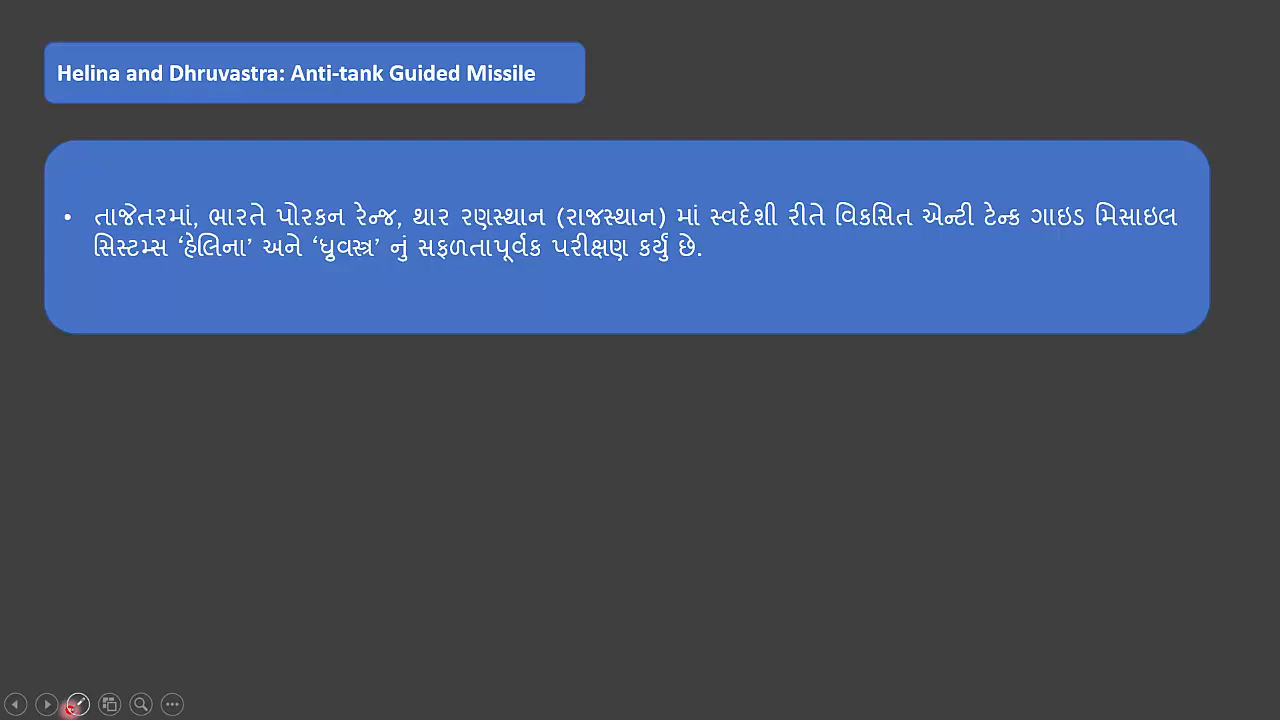 Helina and Dhruvastra: Anti-tank Guided Missile
• તાજેતરમાં, ભારતે પોરકન રેન્જ, થાર રણસ્થાન (રાજસ્થાન) માં સ્વદેશી રીતે વિકસિત એન્ટી ટેન્ક ગાઇડ મિસાઇલ
સિસ્ટમ્સ ‘હેલિના’ અને ‘ધ્રુવસ્ત્ર’ નું સફળતાપૂર્વક પરીક્ષણ કર્યું છે.